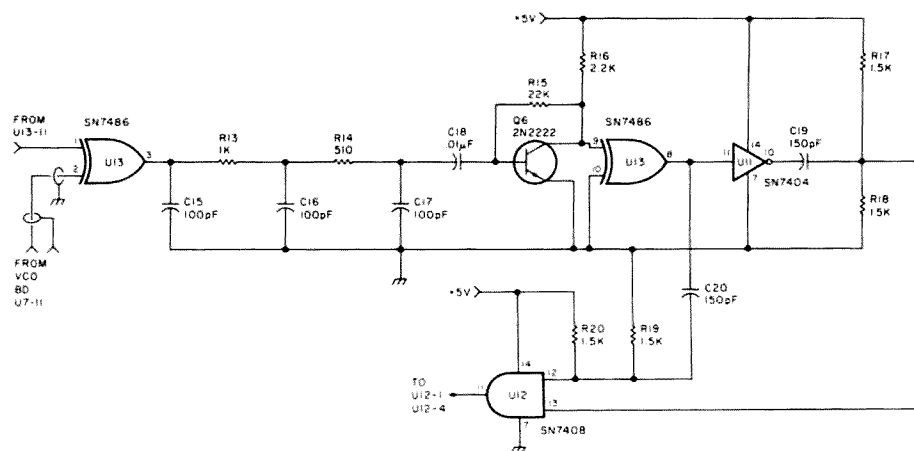 +5V
R16
2.2K
R17
1.5K
R15
22K
FROM
U13-11
SN7486
1
2
U13
3
R13
1K
R14
510
C18
.01µF
Q6
2N2222
SN7486
9
10
U13
8
11
14
U11
10
7
SN7404
C19
150pF
R18
1.5K
C15
100pF
C16
100pF
C17
100pF
FROM
VCO
BD
U7-11
C20
150pF
+5V
R20
1.5K
R19
1.5K
14
12
TO
U12-1
U12-4
11
U12
13
7
SN7408